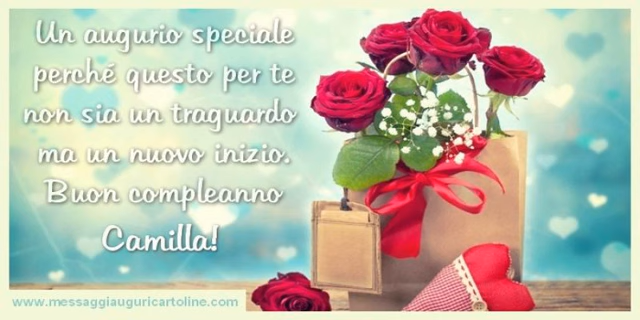 Un augurio speciale
perché questo per te
non sia un traguardo
ma un nuovo inizio.
Buon compleanno
Camilla!
www.messaggiauguricartoline.com